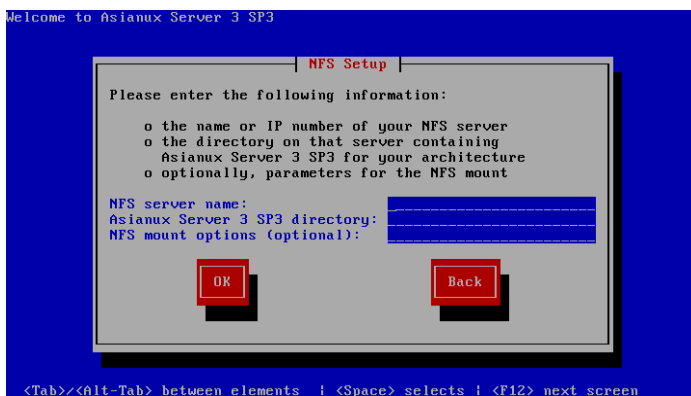 Welcome to Asianux Server 3 SP3
NFS Setup
Please enter the following information:
o the name or IP number of your NFS server
o the directory on that server containing
Asianux Server 3 SP3 for your architecture
o optionally, parameters for the NFS mount
NFS server name:
Asianux Server 3 SP3 directory:
NFS mount options (optional):
OK
Back
<Tab>/<Alt-Tab> between elements | <Space> selects | <F12> next screen